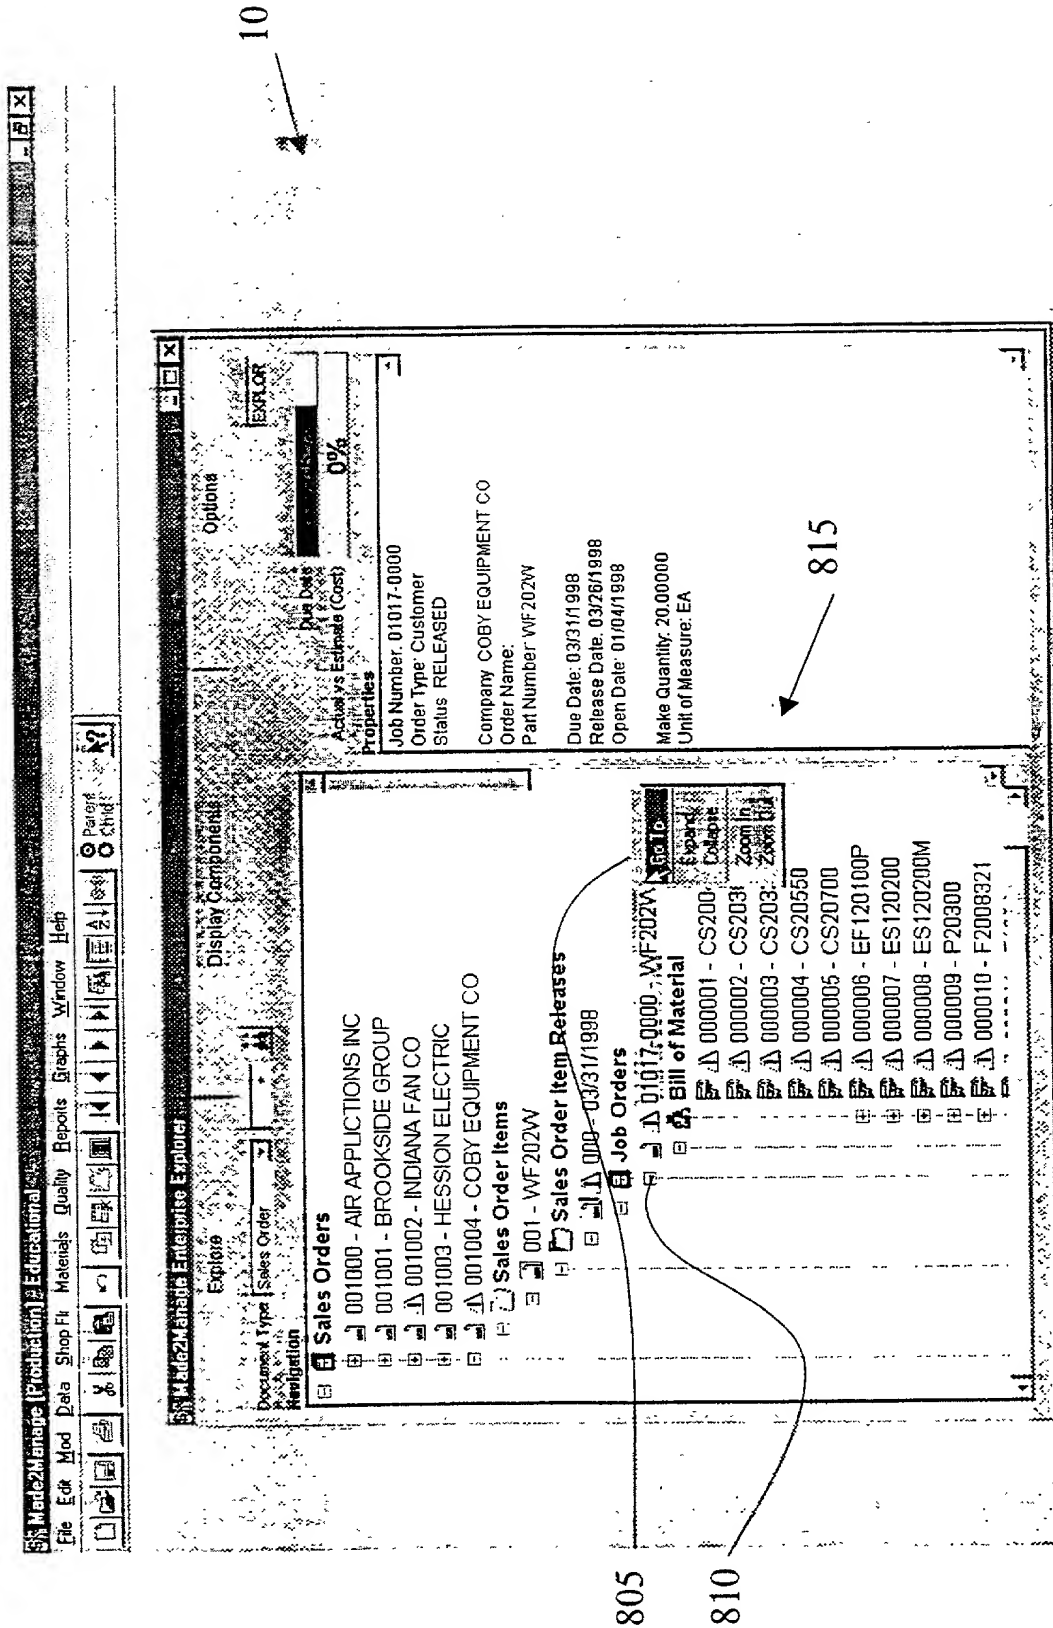 10
Made2Manage [Production] - Educational
File Edit Mod Data Shop Flr Materials Quality Reports Graphs Window Help
Parent
Child
Made2Manage Enterprise Explorer
Explore
Display Components
Options
Document Type
Sales Order
*
EXPLOR
Due Date
Actual vs Estimate (Cost)
0%
Navigation
Sales Orders
001000 - AIR APPLICTIONS INC
001001 - BROOKSIDE GROUP
001002 - INDIANA FAN CO
001003 - HESSION ELECTRIC
001004 - COBY EQUIPMENT CO
Sales Order Items
001 - WF202W
Sales Order Item Releases
000 - 03/31/1998
Job Orders
01017-0000 - WF202W
Bill of Material
000001 - CS200
000002 - CS203
000003 - CS203
000004 - CS20550
000005 - CS20700
000006 - EF120100P
000007 - ES120200
000008 - ES120200M
000009 - P20300
000010 - F2008321
Go To
Expand
Collapse
Zoom In
Zoom Out
Properties
Job Number: 01017-0000
Order Type: Customer
Status RELEASED
Company COBY EQUIPMENT CO
Order Name:
Part Number WF202W
Due Date: 03/31/1998
Release Date: 03/26/1998
Open Date: 01/04/1998
Make Quantity: 20.00000
Unit of Measure: EA
815
805
810